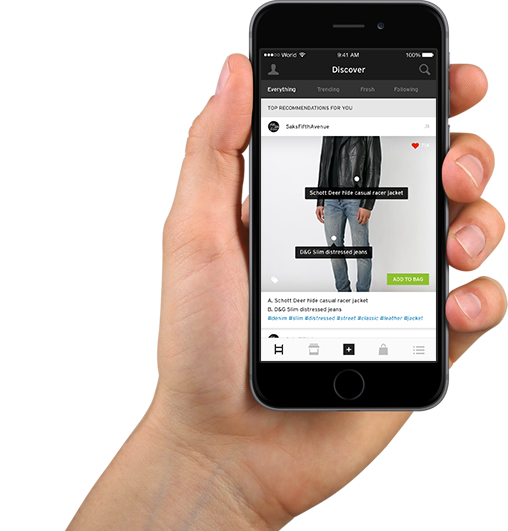 World 9:41 AM 100%
Discover
Everything Trending Fresh Following
TOP RECOMMENDATIONS FOR YOU
SaksFifthAvenue
Schott Deer hide casual racer jacket
D&G Slim distressed jeans
ADD TO BAG
A. Schott Deer hide casual racer jacket
B. D&G Slim distressed jeans
#denim #slim #distressed #street #classic #leather #jacket